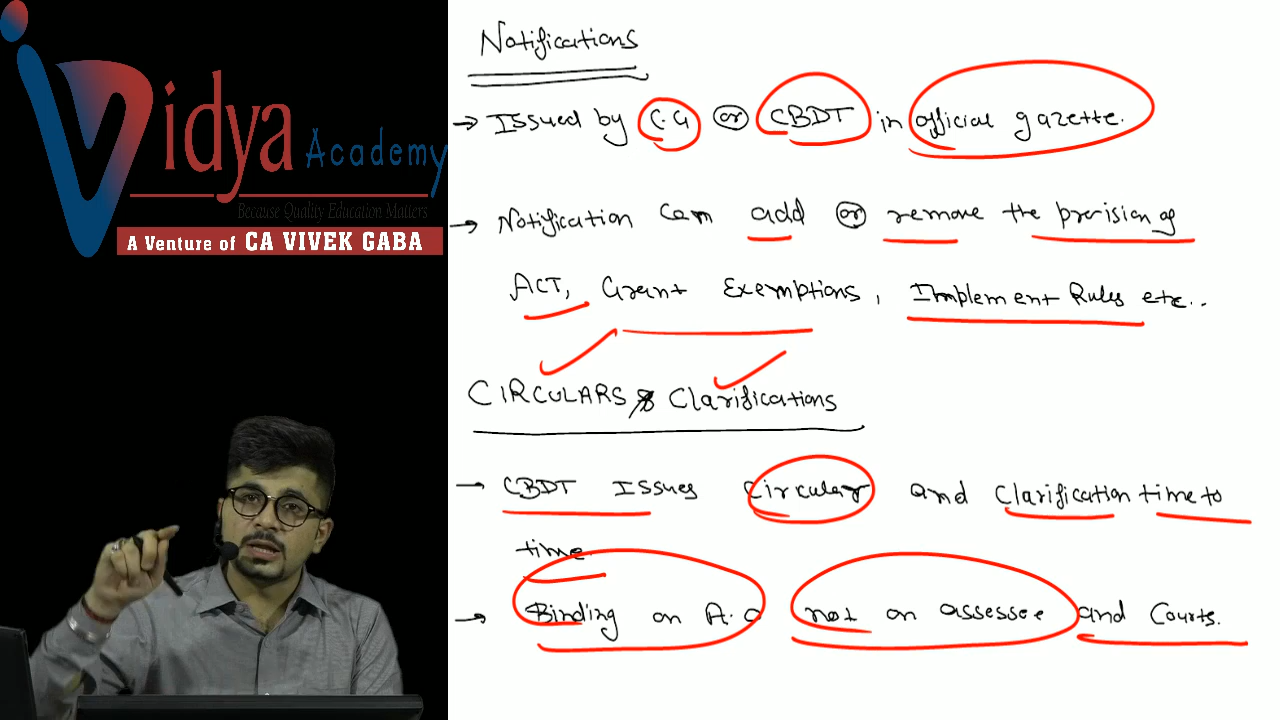 Vidya Academy
Because Quality Education Matters
A Venture of CA VIVEK GABA
Notifications
→ Issued by C.G or CBDT in official gazette.
→ Notification can add or remove the provision of
ACT, Grant Exemptions, Implement Rules etc..
CIRCULARS & Clarifications
→ CBDT Issues Circular and Clarification time to
time
→ Binding on A.O not on assessee and Courts.